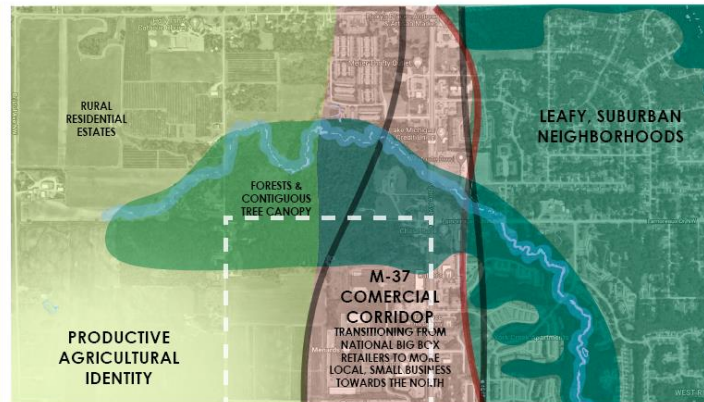 RURAL
RESIDENTIAL
ESTATES
LEAFY, SUBURBAN
NEIGHBORHOODS
FORESTS &
CONTIGUOUS
TREE CANOPY
M-37
COMERCIAL
CORRIDOP
TRANSITIONING FROM
NATIONAL BIG BOX
RETAILERS TO MORE
LOCAL, SMALL BUSINESS
TOWARDS THE NORTH
PRODUCTIVE
AGRICULTURAL
IDENTITY